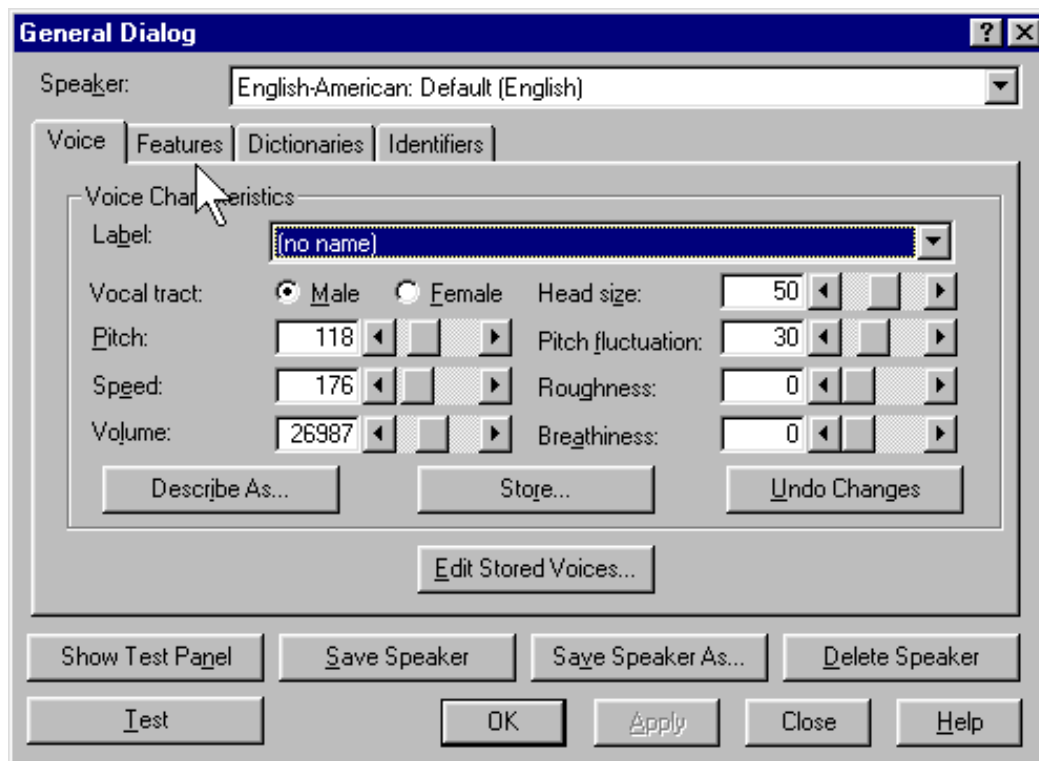 General Dialog
Speaker: English-American: Default (English)
Voice Features Dictionaries Identifiers
Voice Characteristics
Label: (no name)
Vocal tract: Male Female Head size: 50
Pitch: 118 Pitch fluctuation: 30
Speed: 176 Roughness: 0
Volume: 26987 Breathiness: 0
Describe As... Store... Undo Changes
Edit Stored Voices...
Show Test Panel Save Speaker Save Speaker As... Delete Speaker
Test OK Apply Close Help